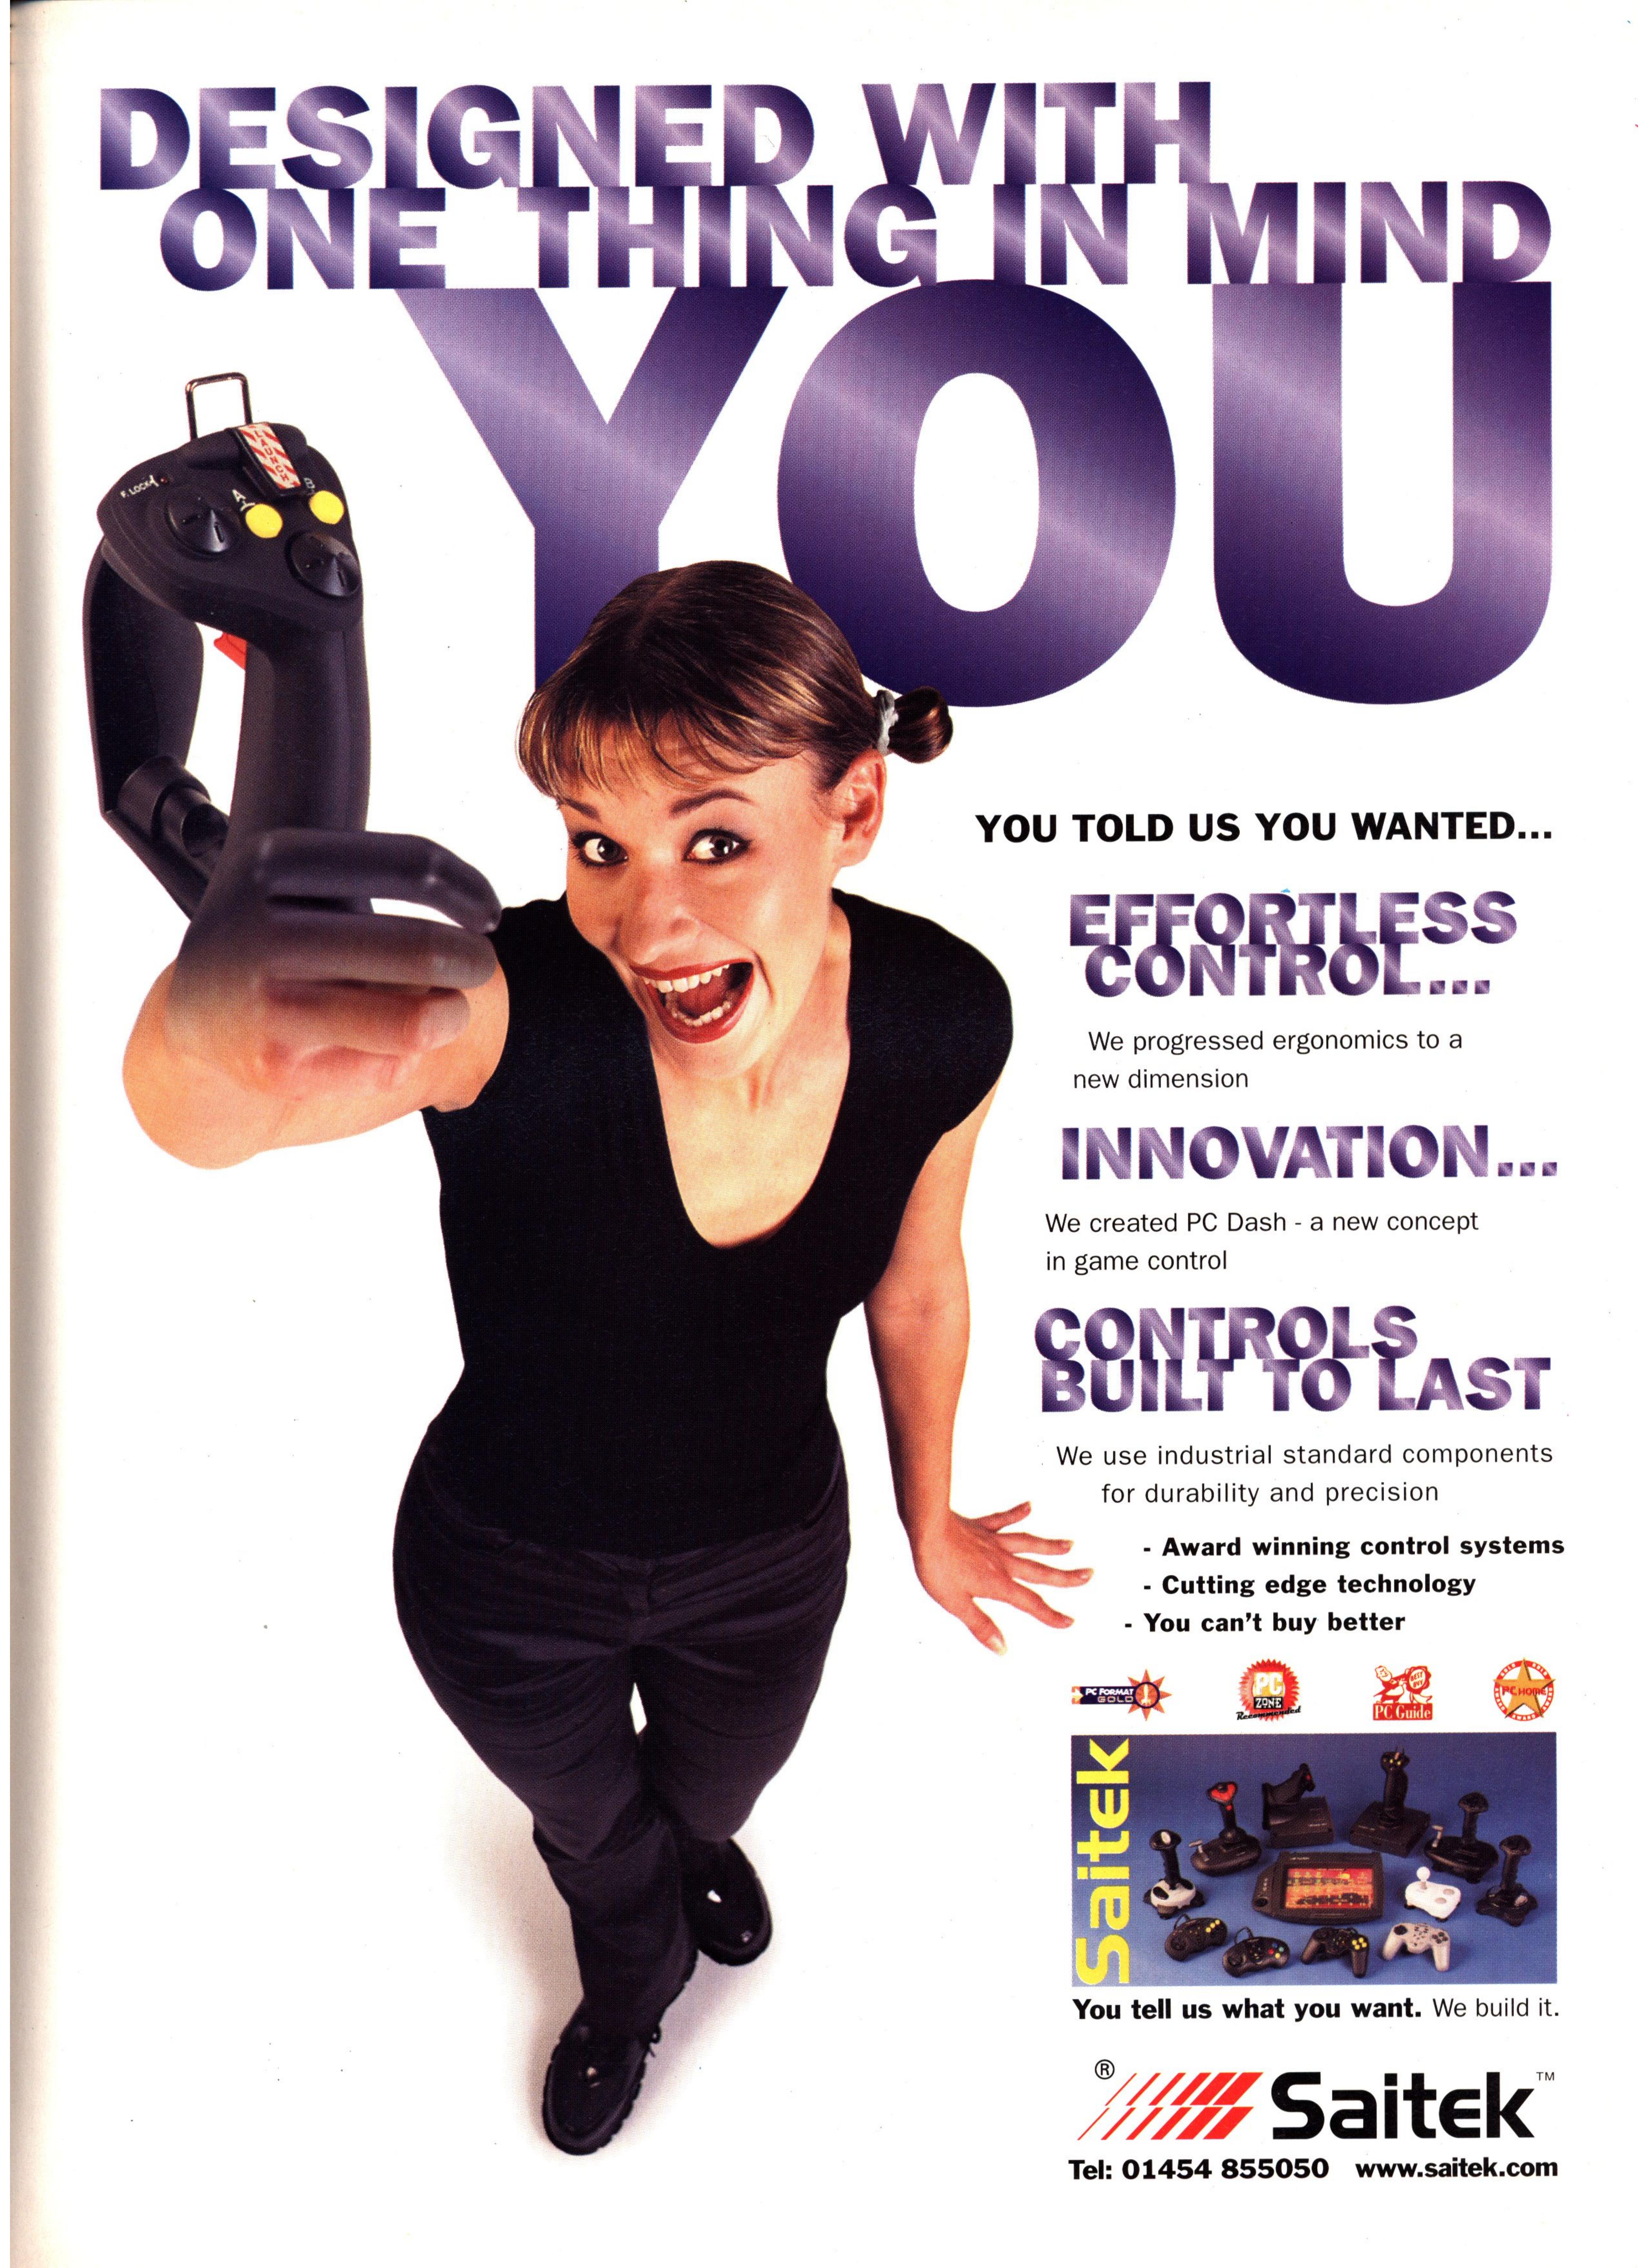 DESIGNED WITH
ONE THING IN MIND
YOU
LAUNCH
F. LOCK
A
B
YOU TOLD US YOU WANTED...
EFFORTLESS
CONTROL...
We progressed ergonomics to a
new dimension
INNOVATION...
We created PC Dash - a new concept
in game control
CONTROLS
BUILT TO LAST
We use industrial standard components
for durability and precision
- Award winning control systems
- Cutting edge technology
- You can't buy better
PC FORMAT
GOLD
PC
ZONE
Recommended
BEST
BUY
PC Guide
PC HOME
Saitek
You tell us what you want. We build it.
® Saitek™
Tel: 01454 855050 www.saitek.com